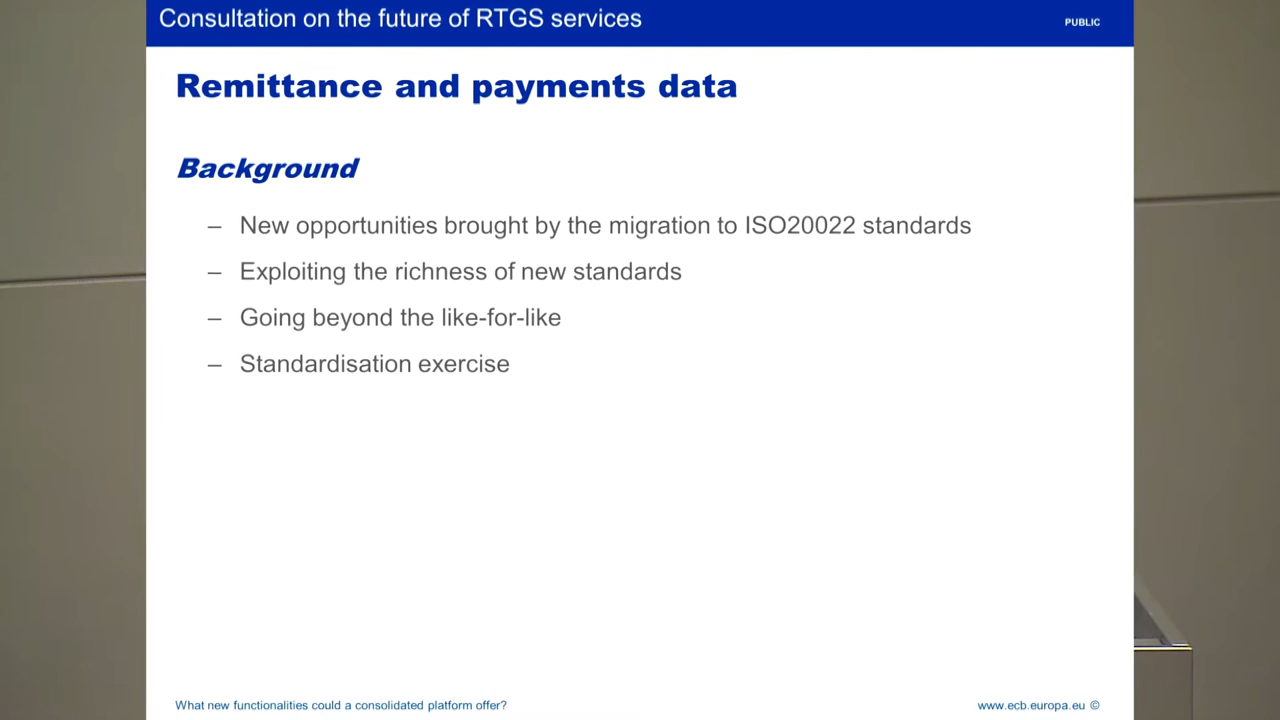 Consultation on the future of RTGS services
PUBLIC
Remittance and payments data
Background
– New opportunities brought by the migration to ISO20022 standards
– Exploiting the richness of new standards
– Going beyond the like-for-like
– Standardisation exercise
What new functionalities could a consolidated platform offer?
www.ecb.europa.eu ©